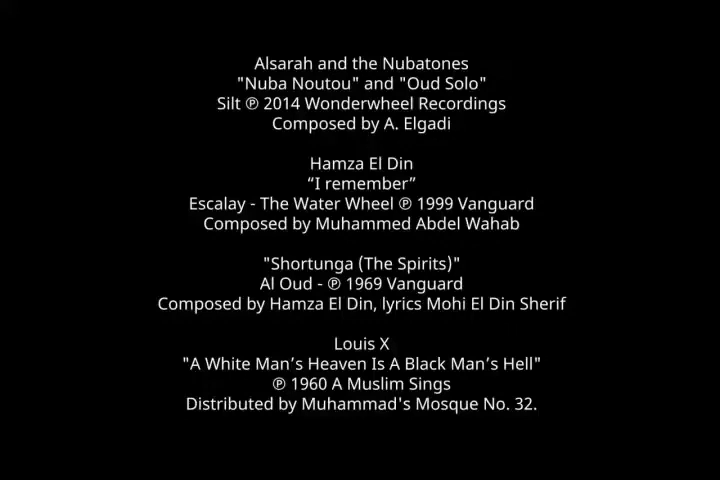 Alsarah and the Nubatones
"Nuba Noutou" and "Oud Solo"
Silt ℗ 2014 Wonderwheel Recordings
Composed by A. Elgadi
Hamza El Din
“I remember”
Escalay - The Water Wheel ℗ 1999 Vanguard
Composed by Muhammed Abdel Wahab
"Shortunga (The Spirits)"
Al Oud - ℗ 1969 Vanguard
Composed by Hamza El Din, lyrics Mohi El Din Sherif
Louis X
"A White Man’s Heaven Is A Black Man’s Hell"
℗ 1960 A Muslim Sings
Distributed by Muhammad's Mosque No. 32.